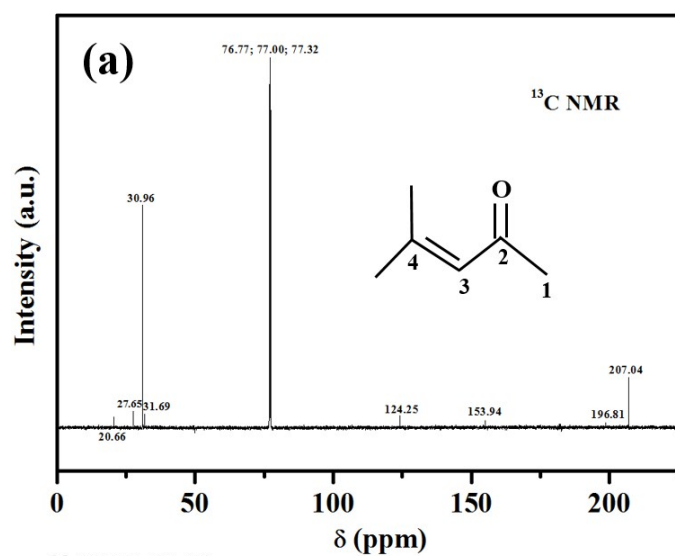 (a)
76.77; 77.00; 77.32
¹³C NMR
30.96
O
4
2
3
1
207.04
27.65
31.69
124.25
153.94
196.81
20.66
Intensity (a.u.)
0
50
100
150
200
δ (ppm)